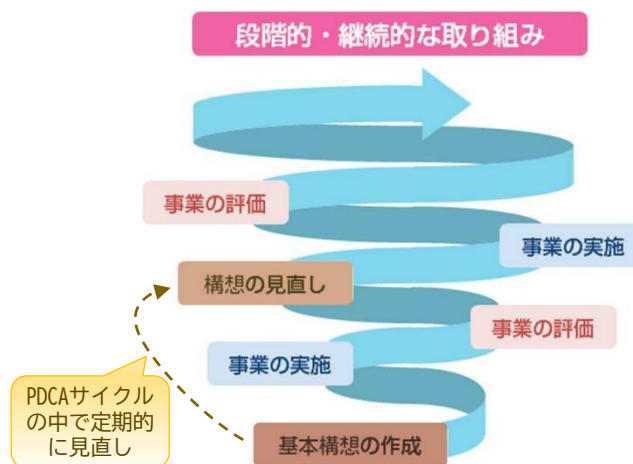 段階的・継続的な取り組み
事業の評価
事業の実施
構想の見直し
事業の評価
事業の実施
PDCAサイクル
の中で定期的
に見直し
基本構想の作成